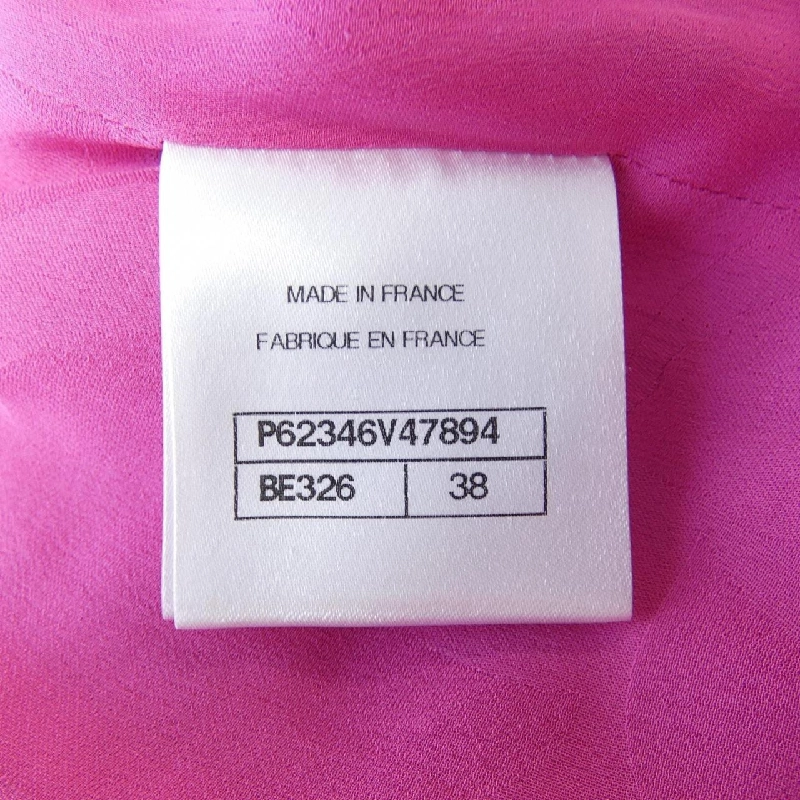 MADE IN FRANCE
FABRIQUE EN FRANCE
P62346V47894
BE326 38